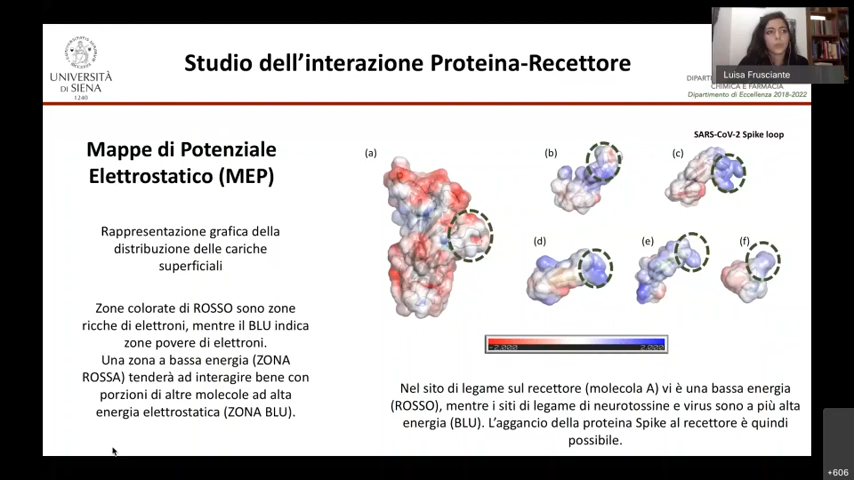 Studio dell'interazione Proteina-Recettore
UNIVERSITÀ
DI SIENA
1240
Luisa Frusciante
CHIMICA E FARMACIA
Dipartimento di Eccellenza 2018-2022
Mappe di Potenziale
Elettrostatico (MEP)
Rappresentazione grafica della
distribuzione delle cariche
superficiali
Zone colorate di ROSSO sono zone
ricche di elettroni, mentre il BLU indica
zone povere di elettroni.
Una zona a bassa energia (ZONA
ROSSA) tenderà ad interagire bene con
porzioni di altre molecole ad alta
energia elettrostatica (ZONA BLU).
SARS-CoV-2 Spike loop
(a)
(b)
(c)
(d)
(e)
(f)
-2.000 2.000
Nel sito di legame sul recettore (molecola A) vi è una bassa energia
(ROSSO), mentre i siti di legame di neurotossine e virus sono a più alta
energia (BLU). L'aggancio della proteina Spike al recettore è quindi
possibile.
+606